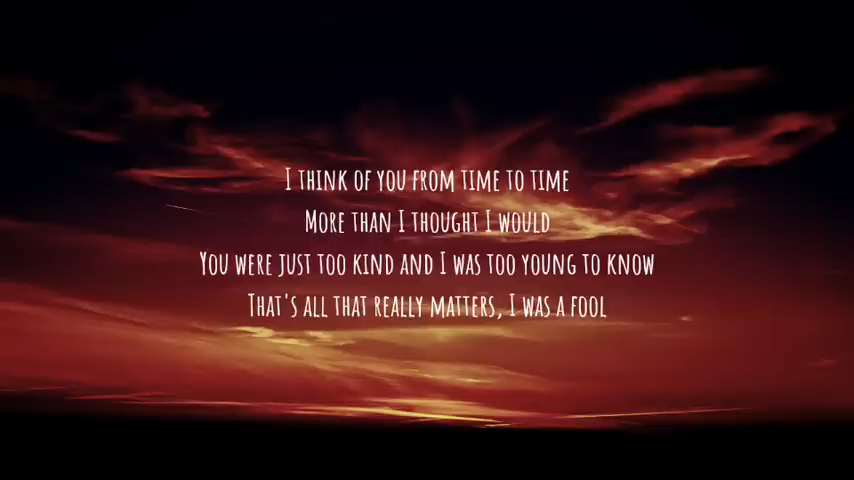 I think of you from time to time
More than I thought I would
You were just too kind and I was too young to know
That's all that really matters, I was a fool